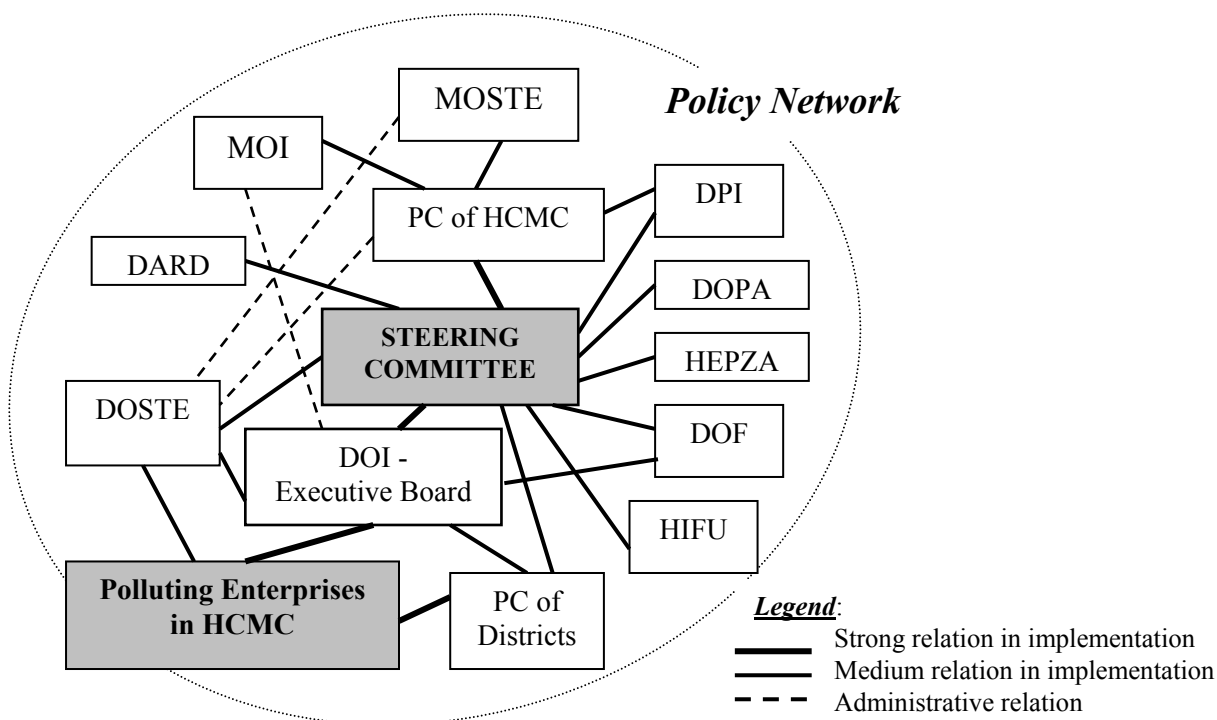 MOSTE
Policy Network
MOI
DPI
PC of HCMC
DARD
DOPA
STEERING
COMMITTEE
HEPZA
DOSTE
DOF
DOI -
Executive Board
HIFU
Polluting Enterprises
in HCMC
PC of
Districts
Legend:
Strong relation in implementation
Medium relation in implementation
Administrative relation